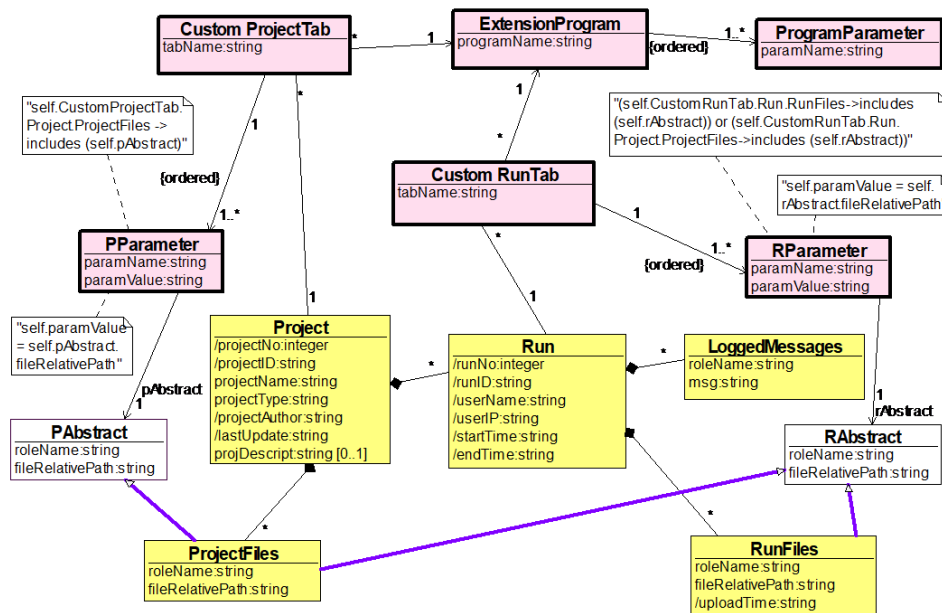 Custom ProjectTab
tabName:string
ExtensionProgram
programName:string
ProgramParameter
paramName:string
*
1
{ordered}
1..*
"self.CustomProjectTab.
Project.ProjectFiles ->
includes (self.pAbstract)"
1
*
{ordered}
1..*
1
*
"(self.CustomRunTab.Run.RunFiles->includes
(self.rAbstract)) or (self.CustomRunTab.Run.
Project.ProjectFiles->includes (self.rAbstract))"
Custom RunTab
tabName:string
"self.paramValue = self.
rAbstract.fileRelativePath
1
1..*
{ordered}
*
1
PParameter
paramName:string
paramValue:string
RParameter
paramName:string
paramValue:string
"self.paramValue
= self.pAbstract.
fileRelativePath"
1
Project
/projectNo:integer
/projectID:string
projectName:string
projectType:string
/projectAuthor:string
/lastUpdate:string
projDescript:string [0..1]
*
Run
/runNo:integer
/runID:string
/userName:string
/userIP:string
/startTime:string
/endTime:string
*
LoggedMessages
roleName:string
msg:string
pAbstract
1
1
rAbstract
PAbstract
roleName:string
fileRelativePath:string
RAbstract
roleName:string
fileRelativePath:string
*
*
ProjectFiles
roleName:string
fileRelativePath:string
RunFiles
roleName:string
fileRelativePath:string
/uploadTime:string